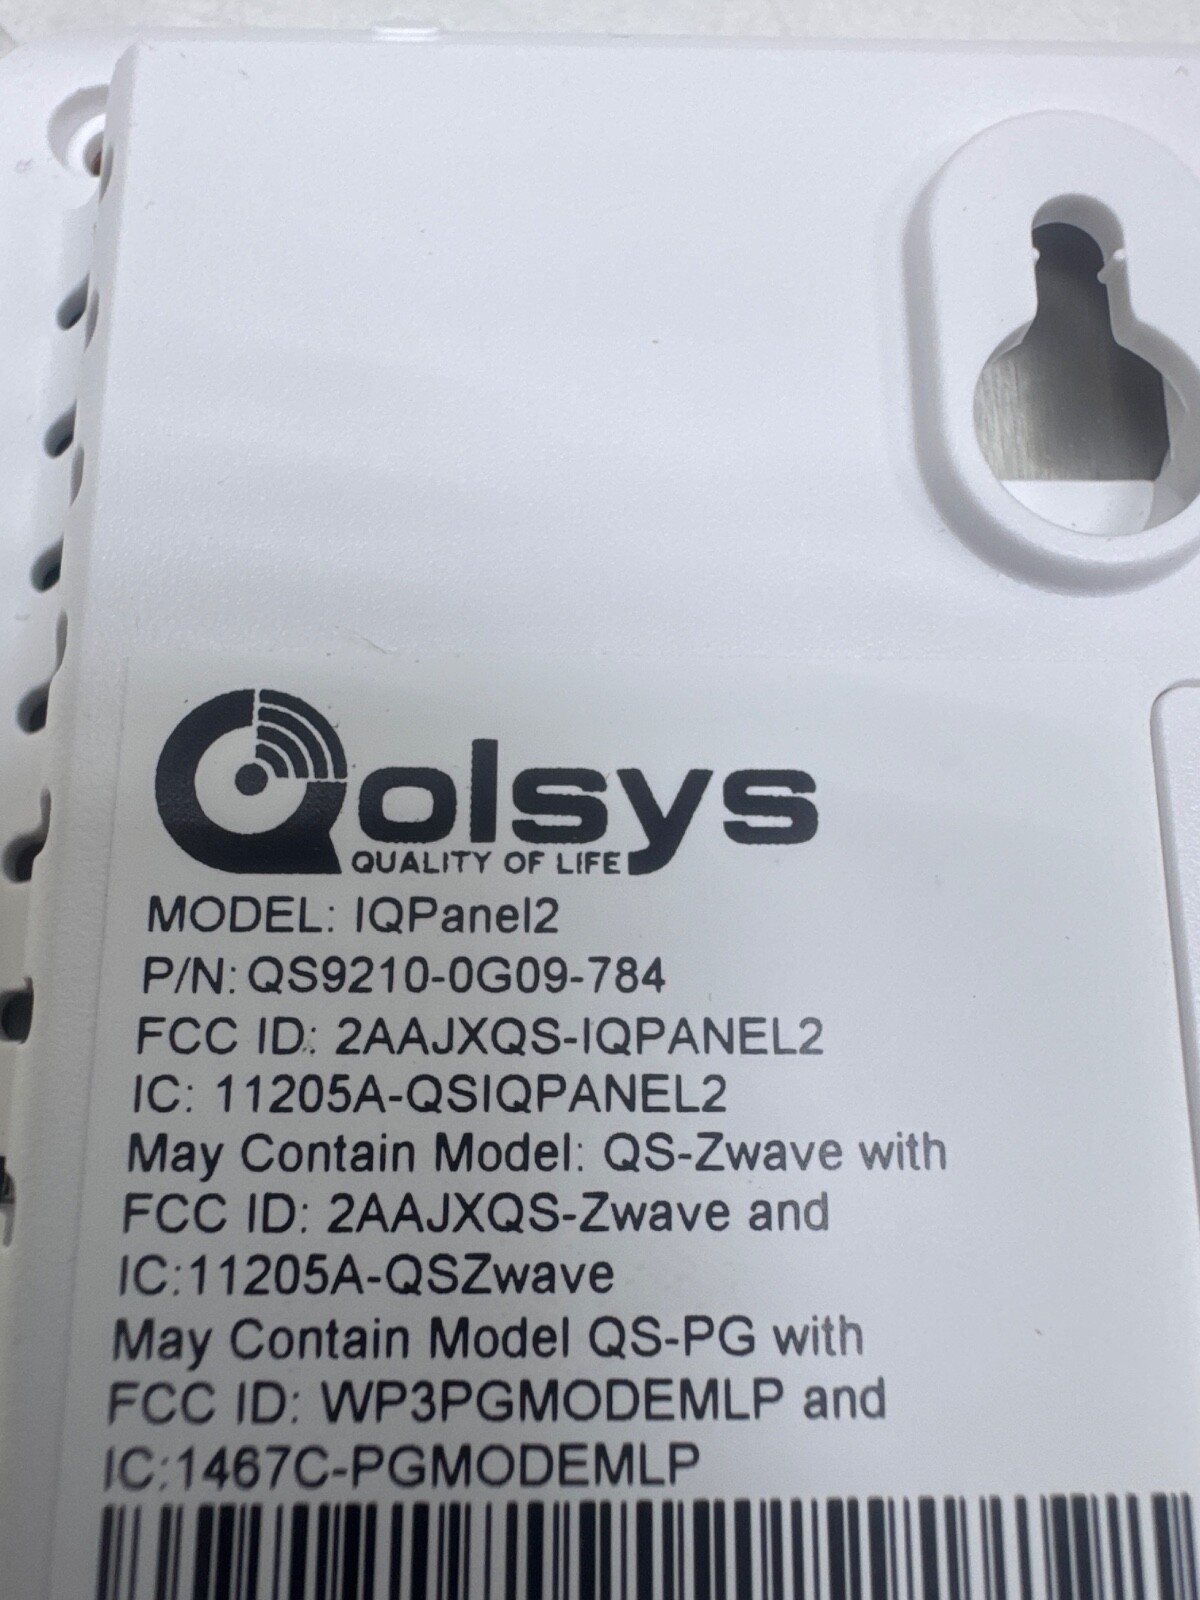 Qolsys
QUALITY OF LIFE
MODEL: IQPanel2
P/N: QS9210-0G09-784
FCC ID: 2AAJXQS-IQPANEL2
IC: 11205A-QSIQPANEL2
May Contain Model: QS-Zwave with
FCC ID: 2AAJXQS-Zwave and
IC:11205A-QSZwave
May Contain Model QS-PG with
FCC ID: WP3PGMODEMLP and
IC:1467C-PGMODEMLP